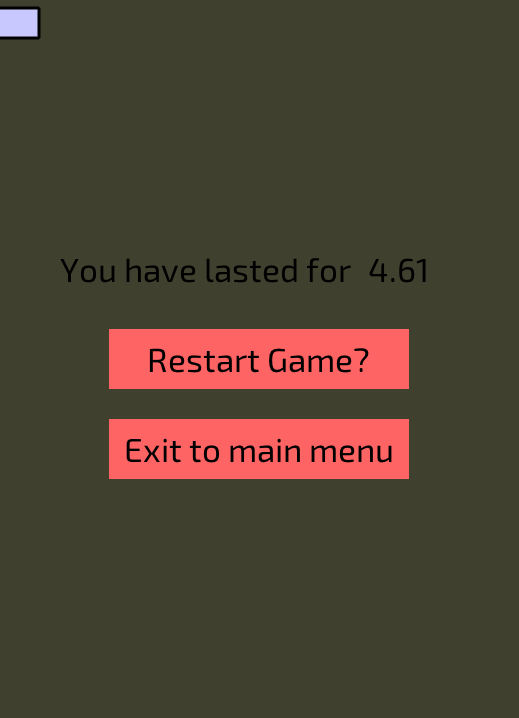 You have lasted for 4.61
Restart Game?
Exit to main menu